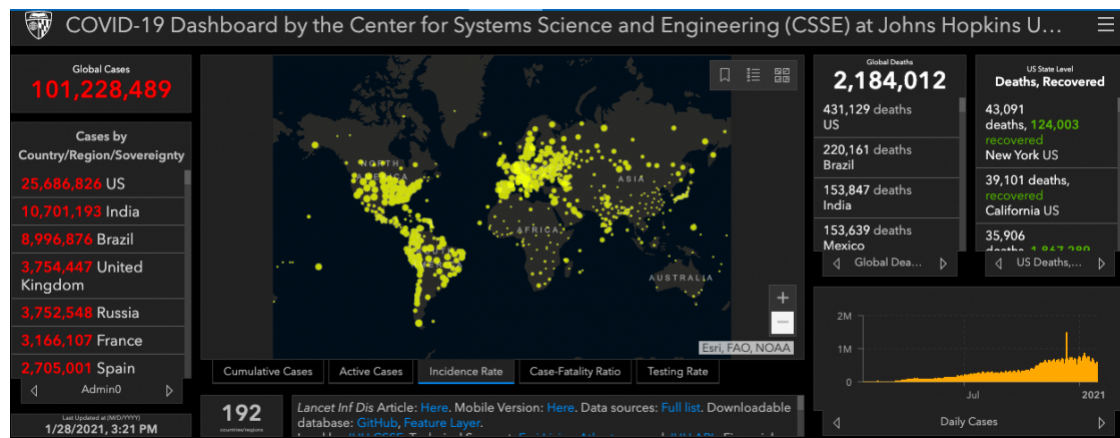 COVID-19 Dashboard by the Center for Systems Science and Engineering (CSSE) at Johns Hopkins U...
Global Cases
101,228,489
Cases by
Country/Region/Sovereignty
25,686,826 US
10,701,193 India
8,996,876 Brazil
3,754,447 United
Kingdom
3,752,548 Russia
3,166,107 France
2,705,001 Spain
Admin0
Last Updated at (M/D/YYYY)
1/28/2021, 3:21 PM
NORTH
AMERICA
ASIA
AFRICA
AUSTRALIA
+
Esri, FAO, NOAA
Cumulative Cases
Active Cases
Incidence Rate
Case-Fatality Ratio
Testing Rate
192
countries/regions
Lancet Inf Dis Article: Here. Mobile Version: Here. Data sources: Full list. Downloadable
database: GitHub, Feature Layer.
Global Deaths
2,184,012
431,129 deaths
US
220,161 deaths
Brazil
153,847 deaths
India
153,639 deaths
Mexico
Global Dea...
US State Level
Deaths, Recovered
43,091
deaths, 124,003
recovered
New York US
39,101 deaths,
recovered
California US
35,906
deaths, 1,867,289
US Deaths,...
2M
1M
0
Jul
2021
Daily Cases